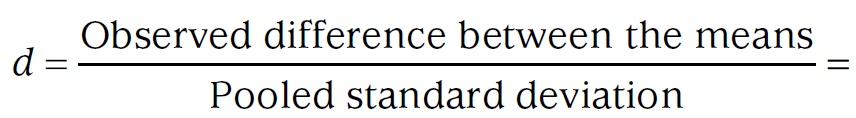 d = Observed difference between the means =
Pooled standard deviation